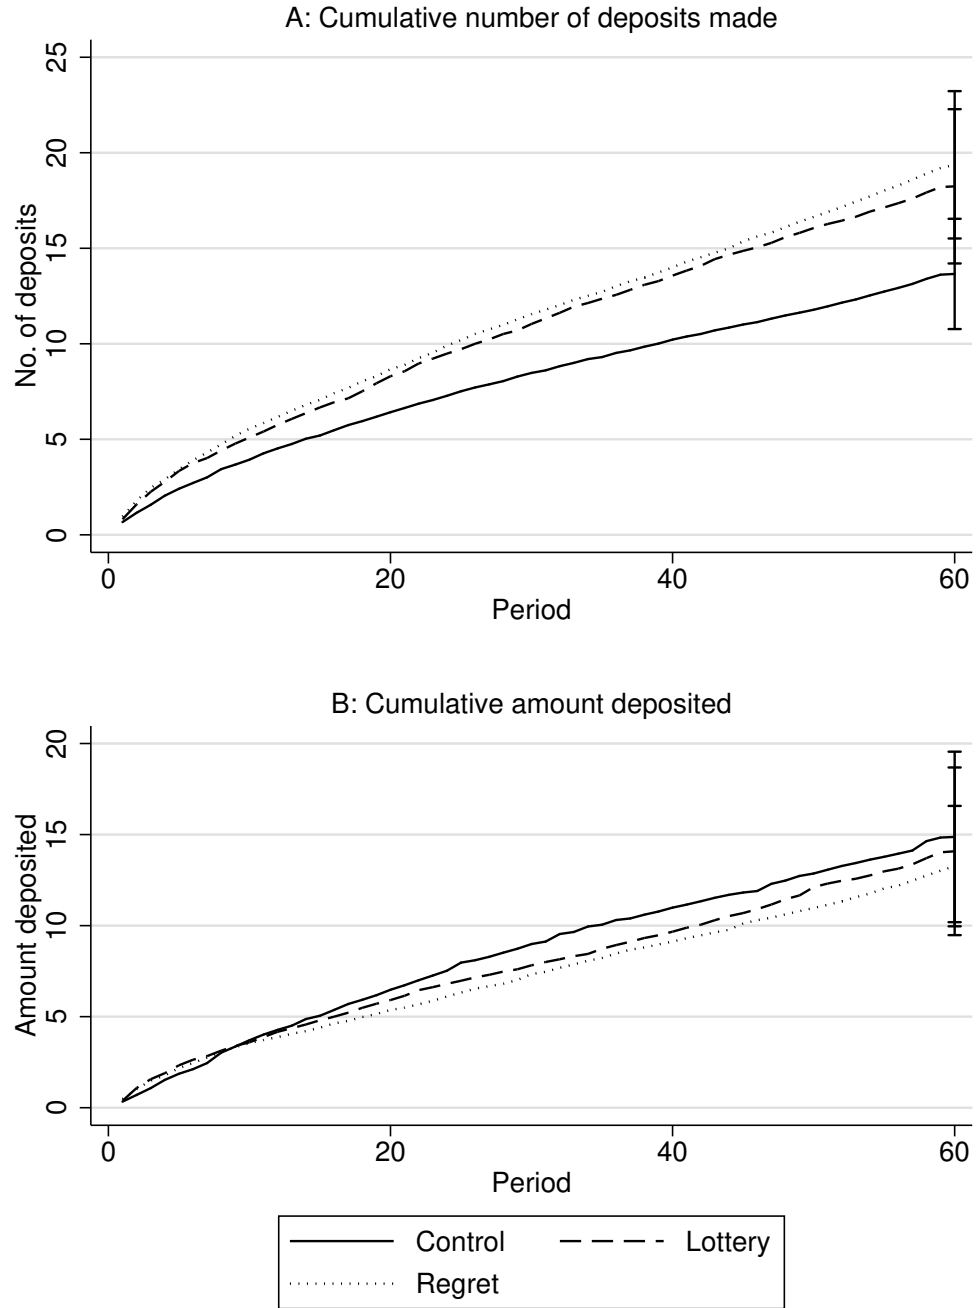 A: Cumulative number of deposits made
25
20
15
10
5
0
No. of deposits
0 20 40 60
Period
B: Cumulative amount deposited
20
15
10
5
0
Amount deposited
0 20 40 60
Period
Control Lottery
Regret